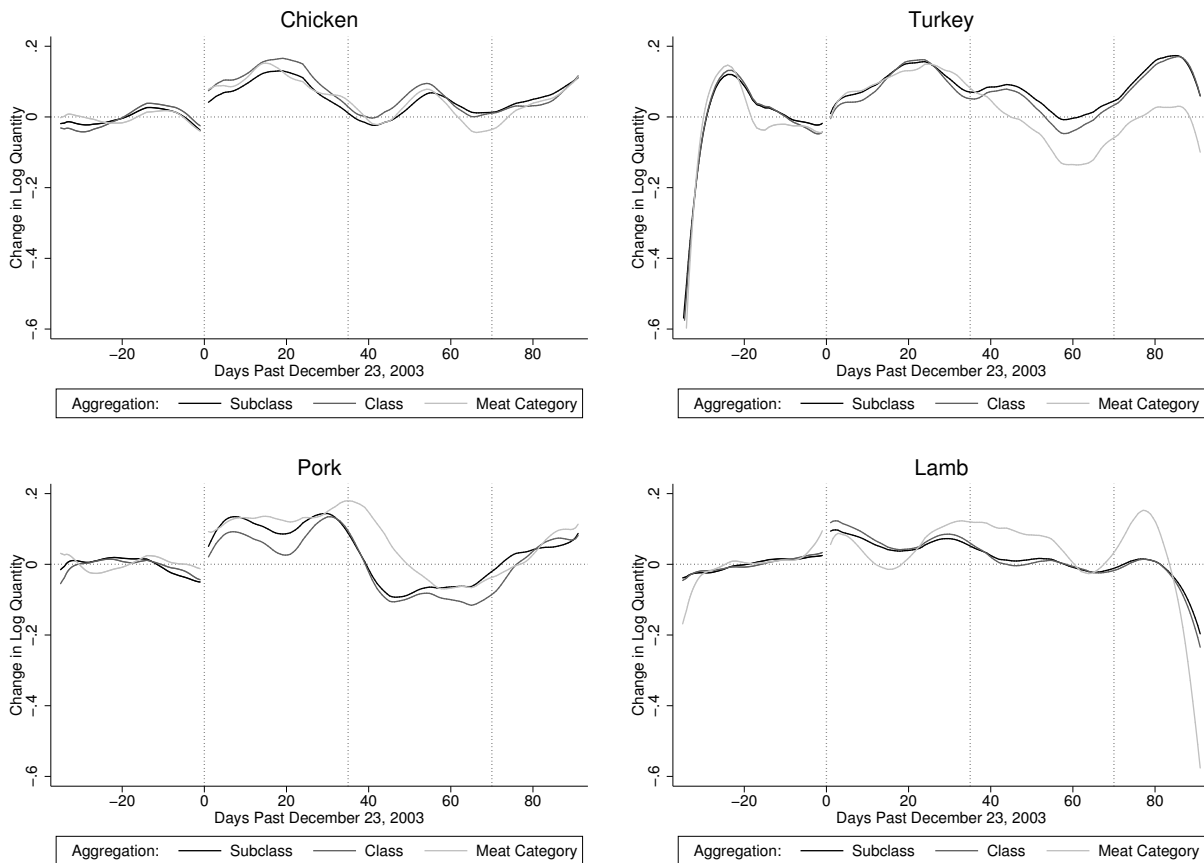 Chicken
Change in Log Quantity
.2
0
-.2
-.4
-.6
-20 0 20 40 60 80
Days Past December 23, 2003
Aggregation: Subclass Class Meat Category
Turkey
Change in Log Quantity
.2
0
-.2
-.4
-.6
-20 0 20 40 60 80
Days Past December 23, 2003
Aggregation: Subclass Class Meat Category
Pork
Change in Log Quantity
.2
0
-.2
-.4
-.6
-20 0 20 40 60 80
Days Past December 23, 2003
Aggregation: Subclass Class Meat Category
Lamb
Change in Log Quantity
.2
0
-.2
-.4
-.6
-20 0 20 40 60 80
Days Past December 23, 2003
Aggregation: Subclass Class Meat Category